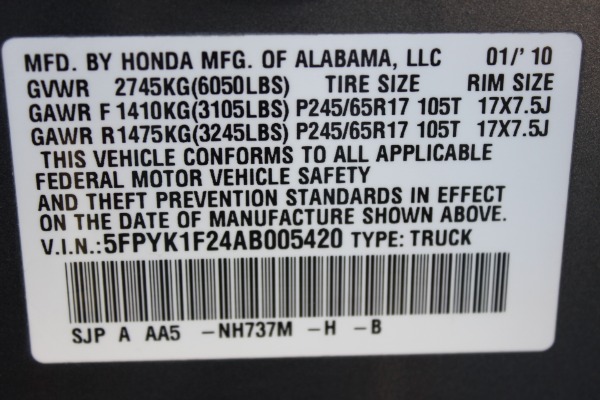 MFD. BY HONDA MFG. OF ALABAMA, LLC 01/'10
GVWR 2745KG(6050LBS) TIRE SIZE RIM SIZE
GAWR F 1410KG(3105LBS) P245/65R17 105T 17X7.5J
GAWR R1475KG(3245LBS) P245/65R17 105T 17X7.5J
THIS VEHICLE CONFORMS TO ALL APPLICABLE
FEDERAL MOTOR VEHICLE SAFETY
AND THEFT PREVENTION STANDARDS IN EFFECT
ON THE DATE OF MANUFACTURE SHOWN ABOVE.
V.I.N.:5FPYK1F24AB005420 TYPE: TRUCK
SJP A AA5 -NH737M -H -B